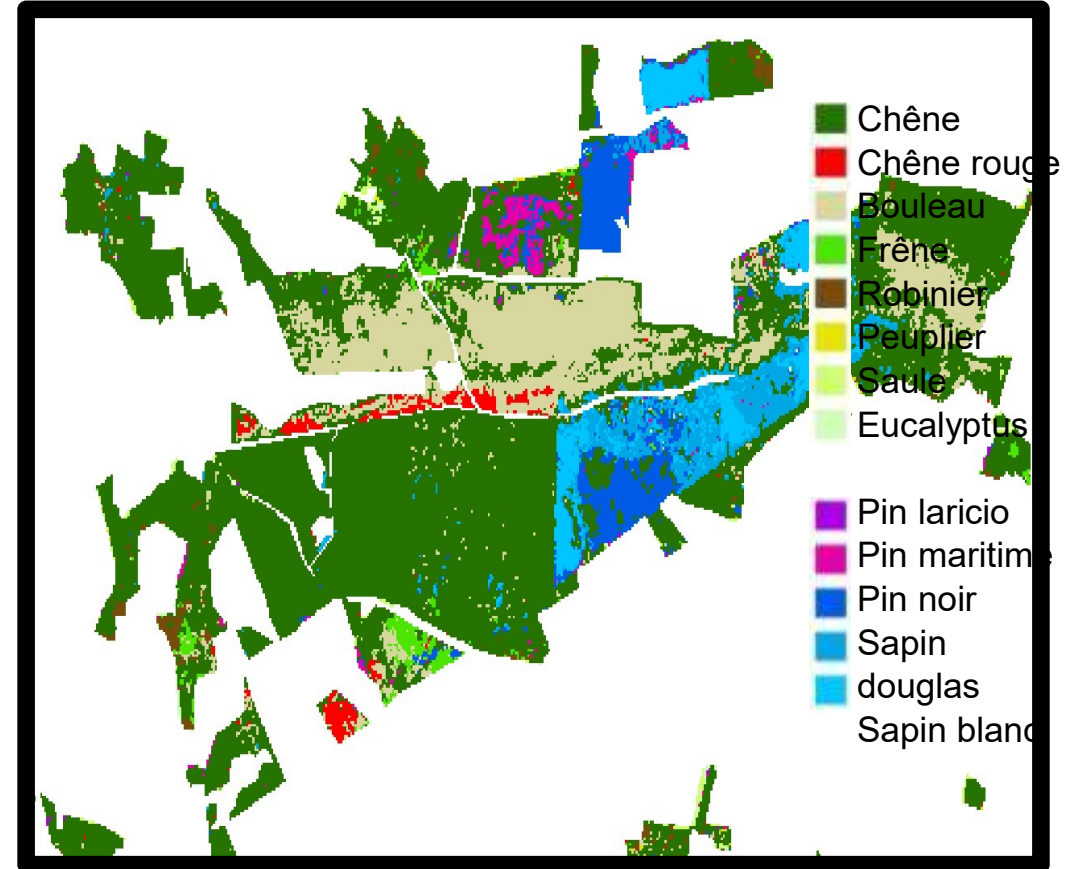 Chêne
Chêne rouge
Bouleau
Frêne
Robinier
Peuplier
Saule
Eucalyptus
Pin laricio
Pin maritime
Pin noir
Sapin
douglas
Sapin blanc